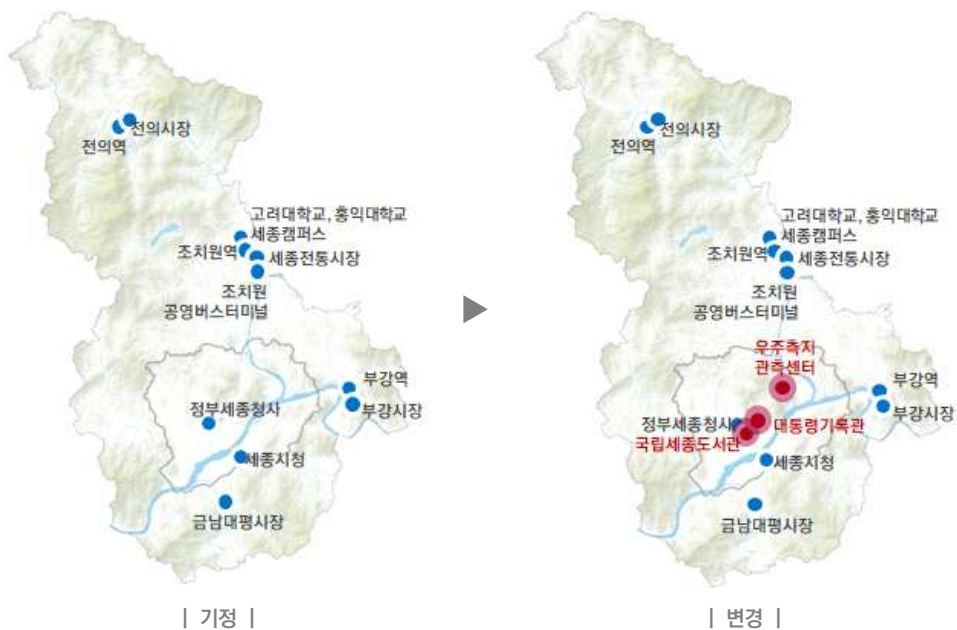 전의시장
전의역
고려대학교, 홍익대학교
세종캠퍼스
조치원역
세종전통시장
조치원
공영버스터미널
부강역
정부세종청사
부강시장
세종시청
금남대평시장
| 기정 |
전의시장
전의역
고려대학교, 홍익대학교
세종캠퍼스
조치원역
세종전통시장
조치원
공영버스터미널
우주측지
관측센터
부강역
부강시장
정부세종청사
대통령기록관
국립세종도서관
세종시청
금남대평시장
| 변경 |